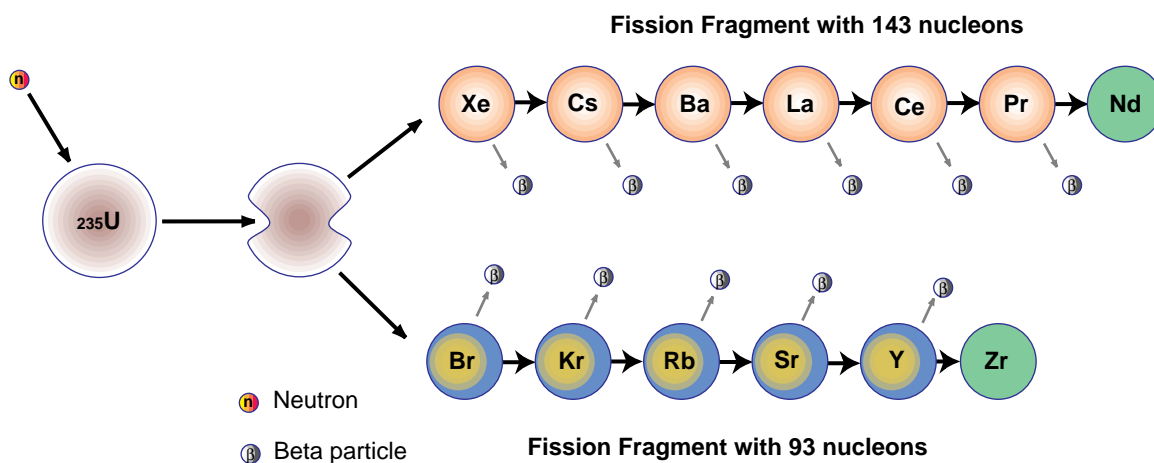 Fission Fragment with 143 nucleons
n
Xe Cs Ba La Ce Pr Nd
β β β β β β
235U
β β β β β
Br Kr Rb Sr Y Zr
n Neutron
β Beta particle
Fission Fragment with 93 nucleons